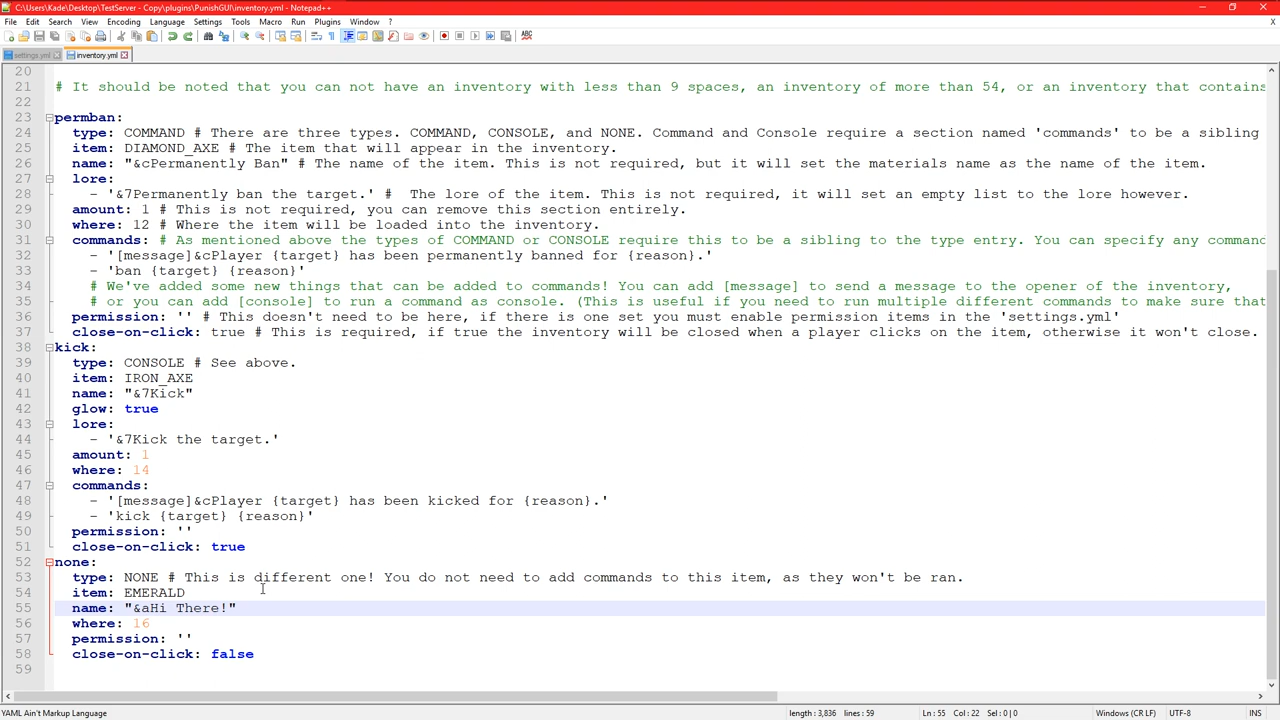 C:\Users\Kade\Desktop\TestServer - Copy\plugins\PunishGUI\inventory.yml - Notepad++
File Edit Search View Encoding Language Settings Tools Macro Run Plugins Window ?
X
settings.yml inventory.yml
20
21 # It should be noted that you can not have an inventory with less than 9 spaces, an inventory of more than 54, or an inventory that contains
22
23 permban:
24 type: COMMAND # There are three types. COMMAND, CONSOLE, and NONE. Command and Console require a section named 'commands' to be a sibling
25 item: DIAMOND_AXE # The item that will appear in the inventory.
26 name: "&cPermanently Ban" # The name of the item. This is not required, but it will set the materials name as the name of the item.
27 lore:
28 - '&7Permanently ban the target.' #  The lore of the item. This is not required, it will set an empty list to the lore however.
29 amount: 1 # This is not required, you can remove this section entirely.
30 where: 12 # Where the item will be loaded into the inventory.
31 commands: # As mentioned above the types of COMMAND or CONSOLE require this to be a sibling to the type entry. You can specify any command
32 - '[message]&cPlayer {target} has been permanently banned for {reason}.'
33 - 'ban {target} {reason}'
34 # We've added some new things that can be added to commands! You can add [message] to send a message to the opener of the inventory,
35 # or you can add [console] to run a command as console. (This is useful if you need to run multiple different commands to make sure that
36 permission: '' # This doesn't need to be here, if there is one set you must enable permission items in the 'settings.yml'
37 close-on-click: true # This is required, if true the inventory will be closed when a player clicks on the item, otherwise it won't close.
38 kick:
39 type: CONSOLE # See above.
40 item: IRON_AXE
41 name: "&7Kick"
42 glow: true
43 lore:
44 - '&7Kick the target.'
45 amount: 1
46 where: 14
47 commands:
48 - '[message]&cPlayer {target} has been kicked for {reason}.'
49 - 'kick {target} {reason}'
50 permission: ''
51 close-on-click: true
52 none:
53 type: NONE # This is different one! You do not need to add commands to this item, as they won't be ran.
54 item: EMERALD
55 name: "&aHi There!"
56 where: 16
57 permission: ''
58 close-on-click: false
59
YAML Ain't Markup Language length : 3,836 lines : 59 Ln : 55 Col : 22 Sel : 0 | 0 Windows (CR LF) UTF-8 INS